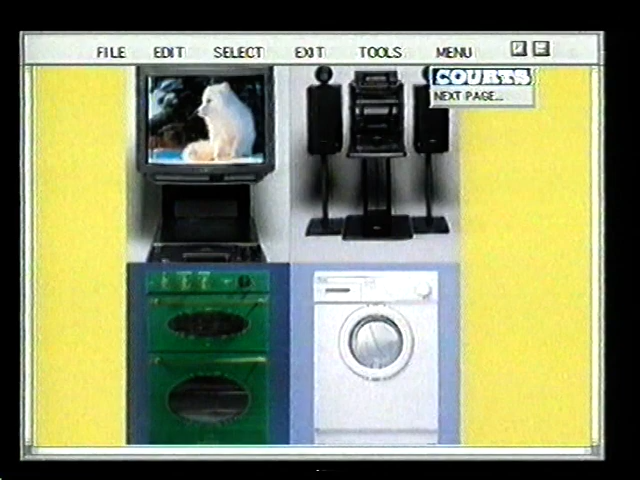 FILE EDIT SELECT EXIT TOOLS MENU
COURTS
NEXT PAGE...